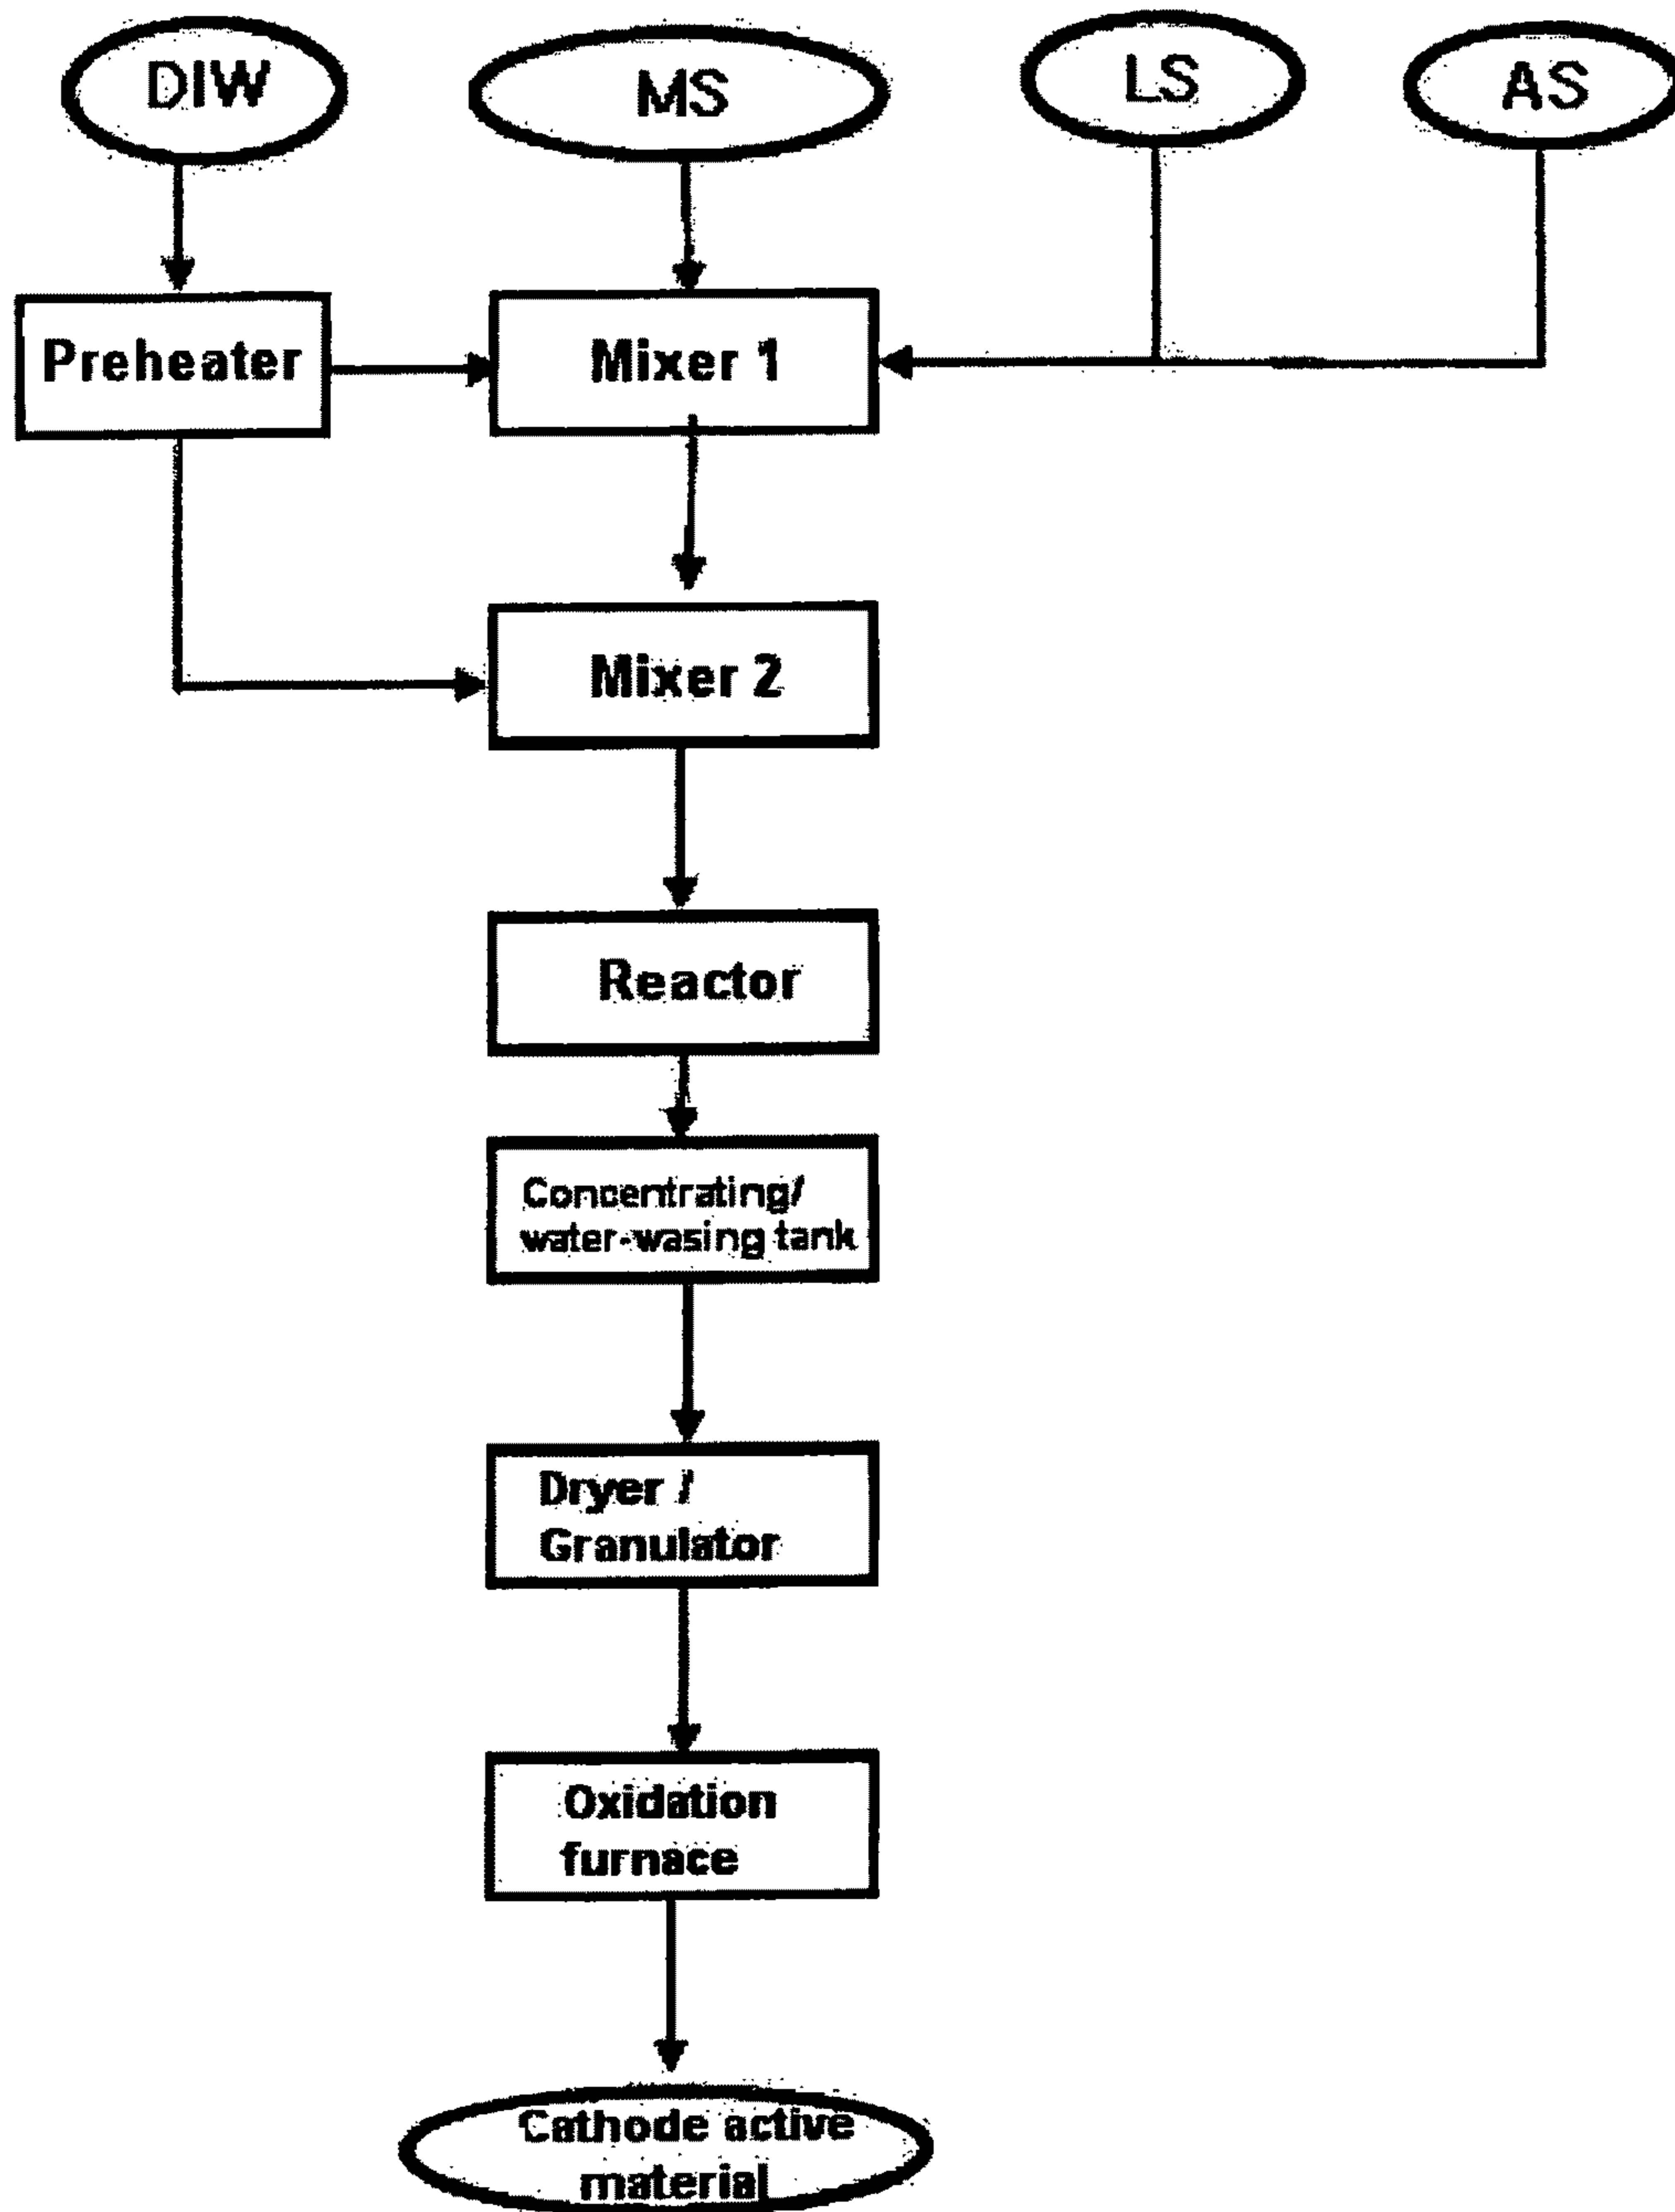 DIW
MS
LS
AS
Preheater
Mixer 1
Mixer 2
Reactor
Concentrating/
water-wasing tank
Dryer /
Granulator
Oxidation
furnace
Cathode active
material